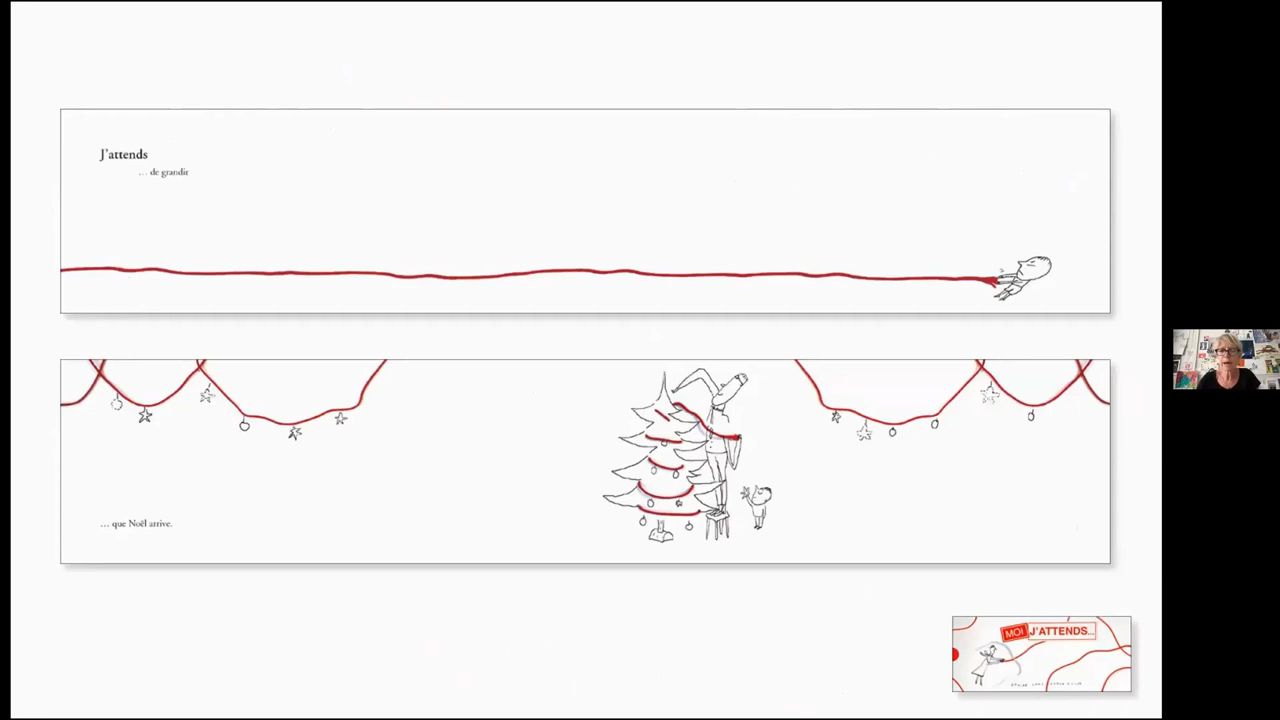 J'attends
... de grandir
... que Noël arrive.
MOI J'ATTENDS...